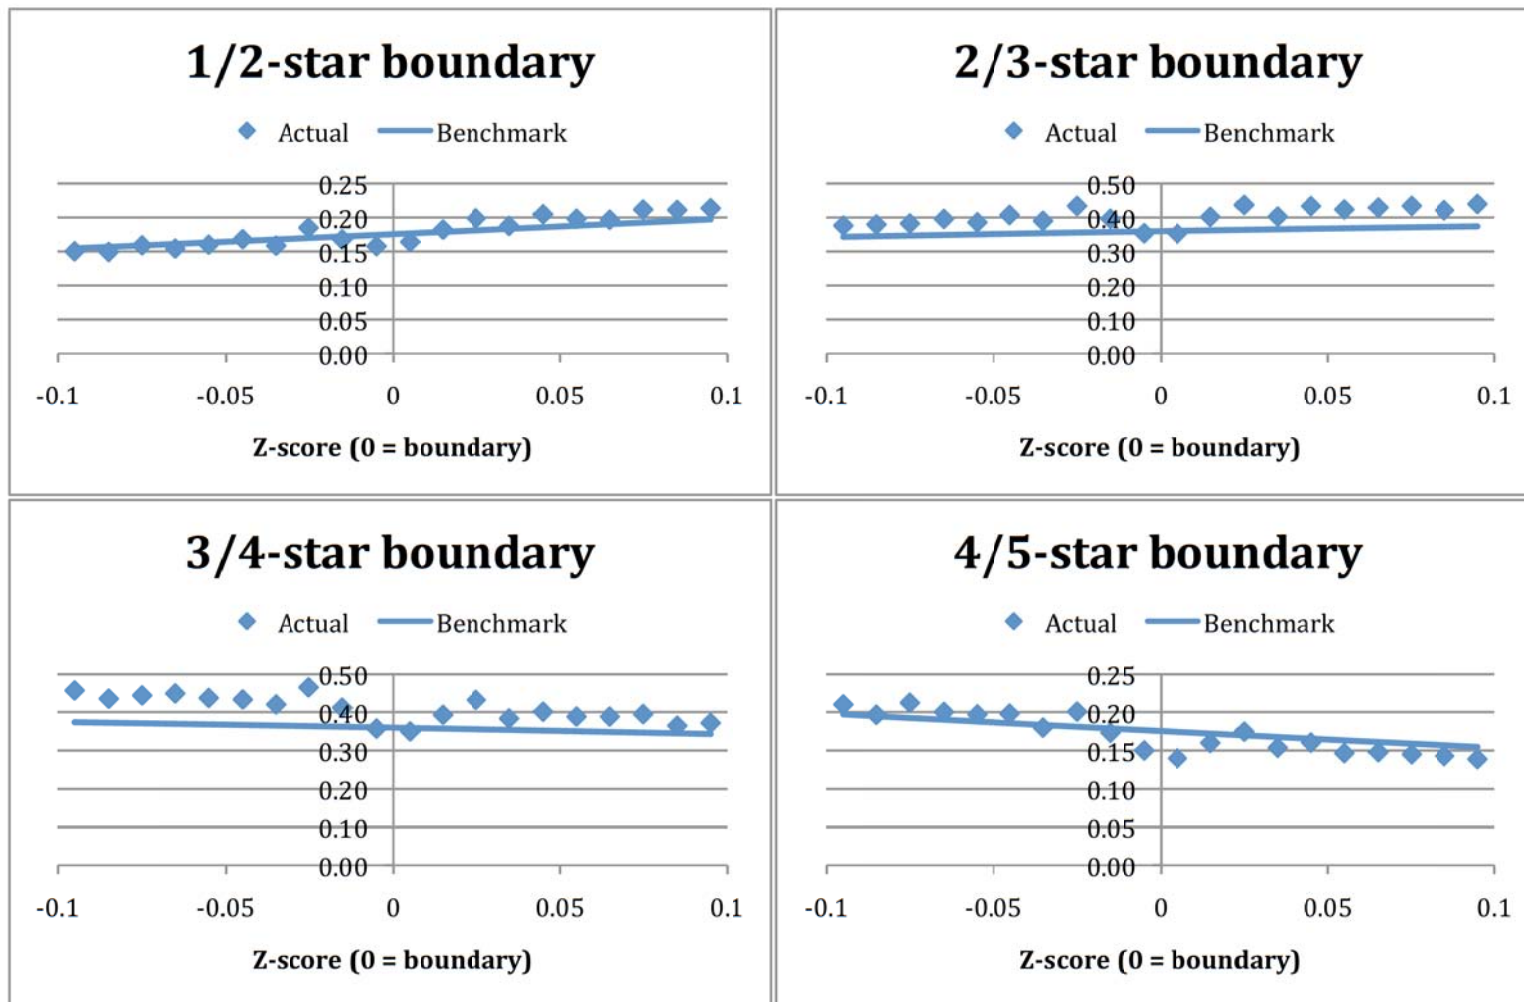 1/2-star boundary
Actual Benchmark
0.25
0.20
0.15
0.10
0.05
0.00
-0.1 -0.05 0 0.05 0.1
Z-score (0 = boundary)
2/3-star boundary
Actual Benchmark
0.50
0.40
0.30
0.20
0.10
0.00
-0.1 -0.05 0 0.05 0.1
Z-score (0 = boundary)
3/4-star boundary
Actual Benchmark
0.50
0.40
0.30
0.20
0.10
0.00
-0.1 -0.05 0 0.05 0.1
Z-score (0 = boundary)
4/5-star boundary
Actual Benchmark
0.25
0.20
0.15
0.10
0.05
0.00
-0.1 -0.05 0 0.05 0.1
Z-score (0 = boundary)